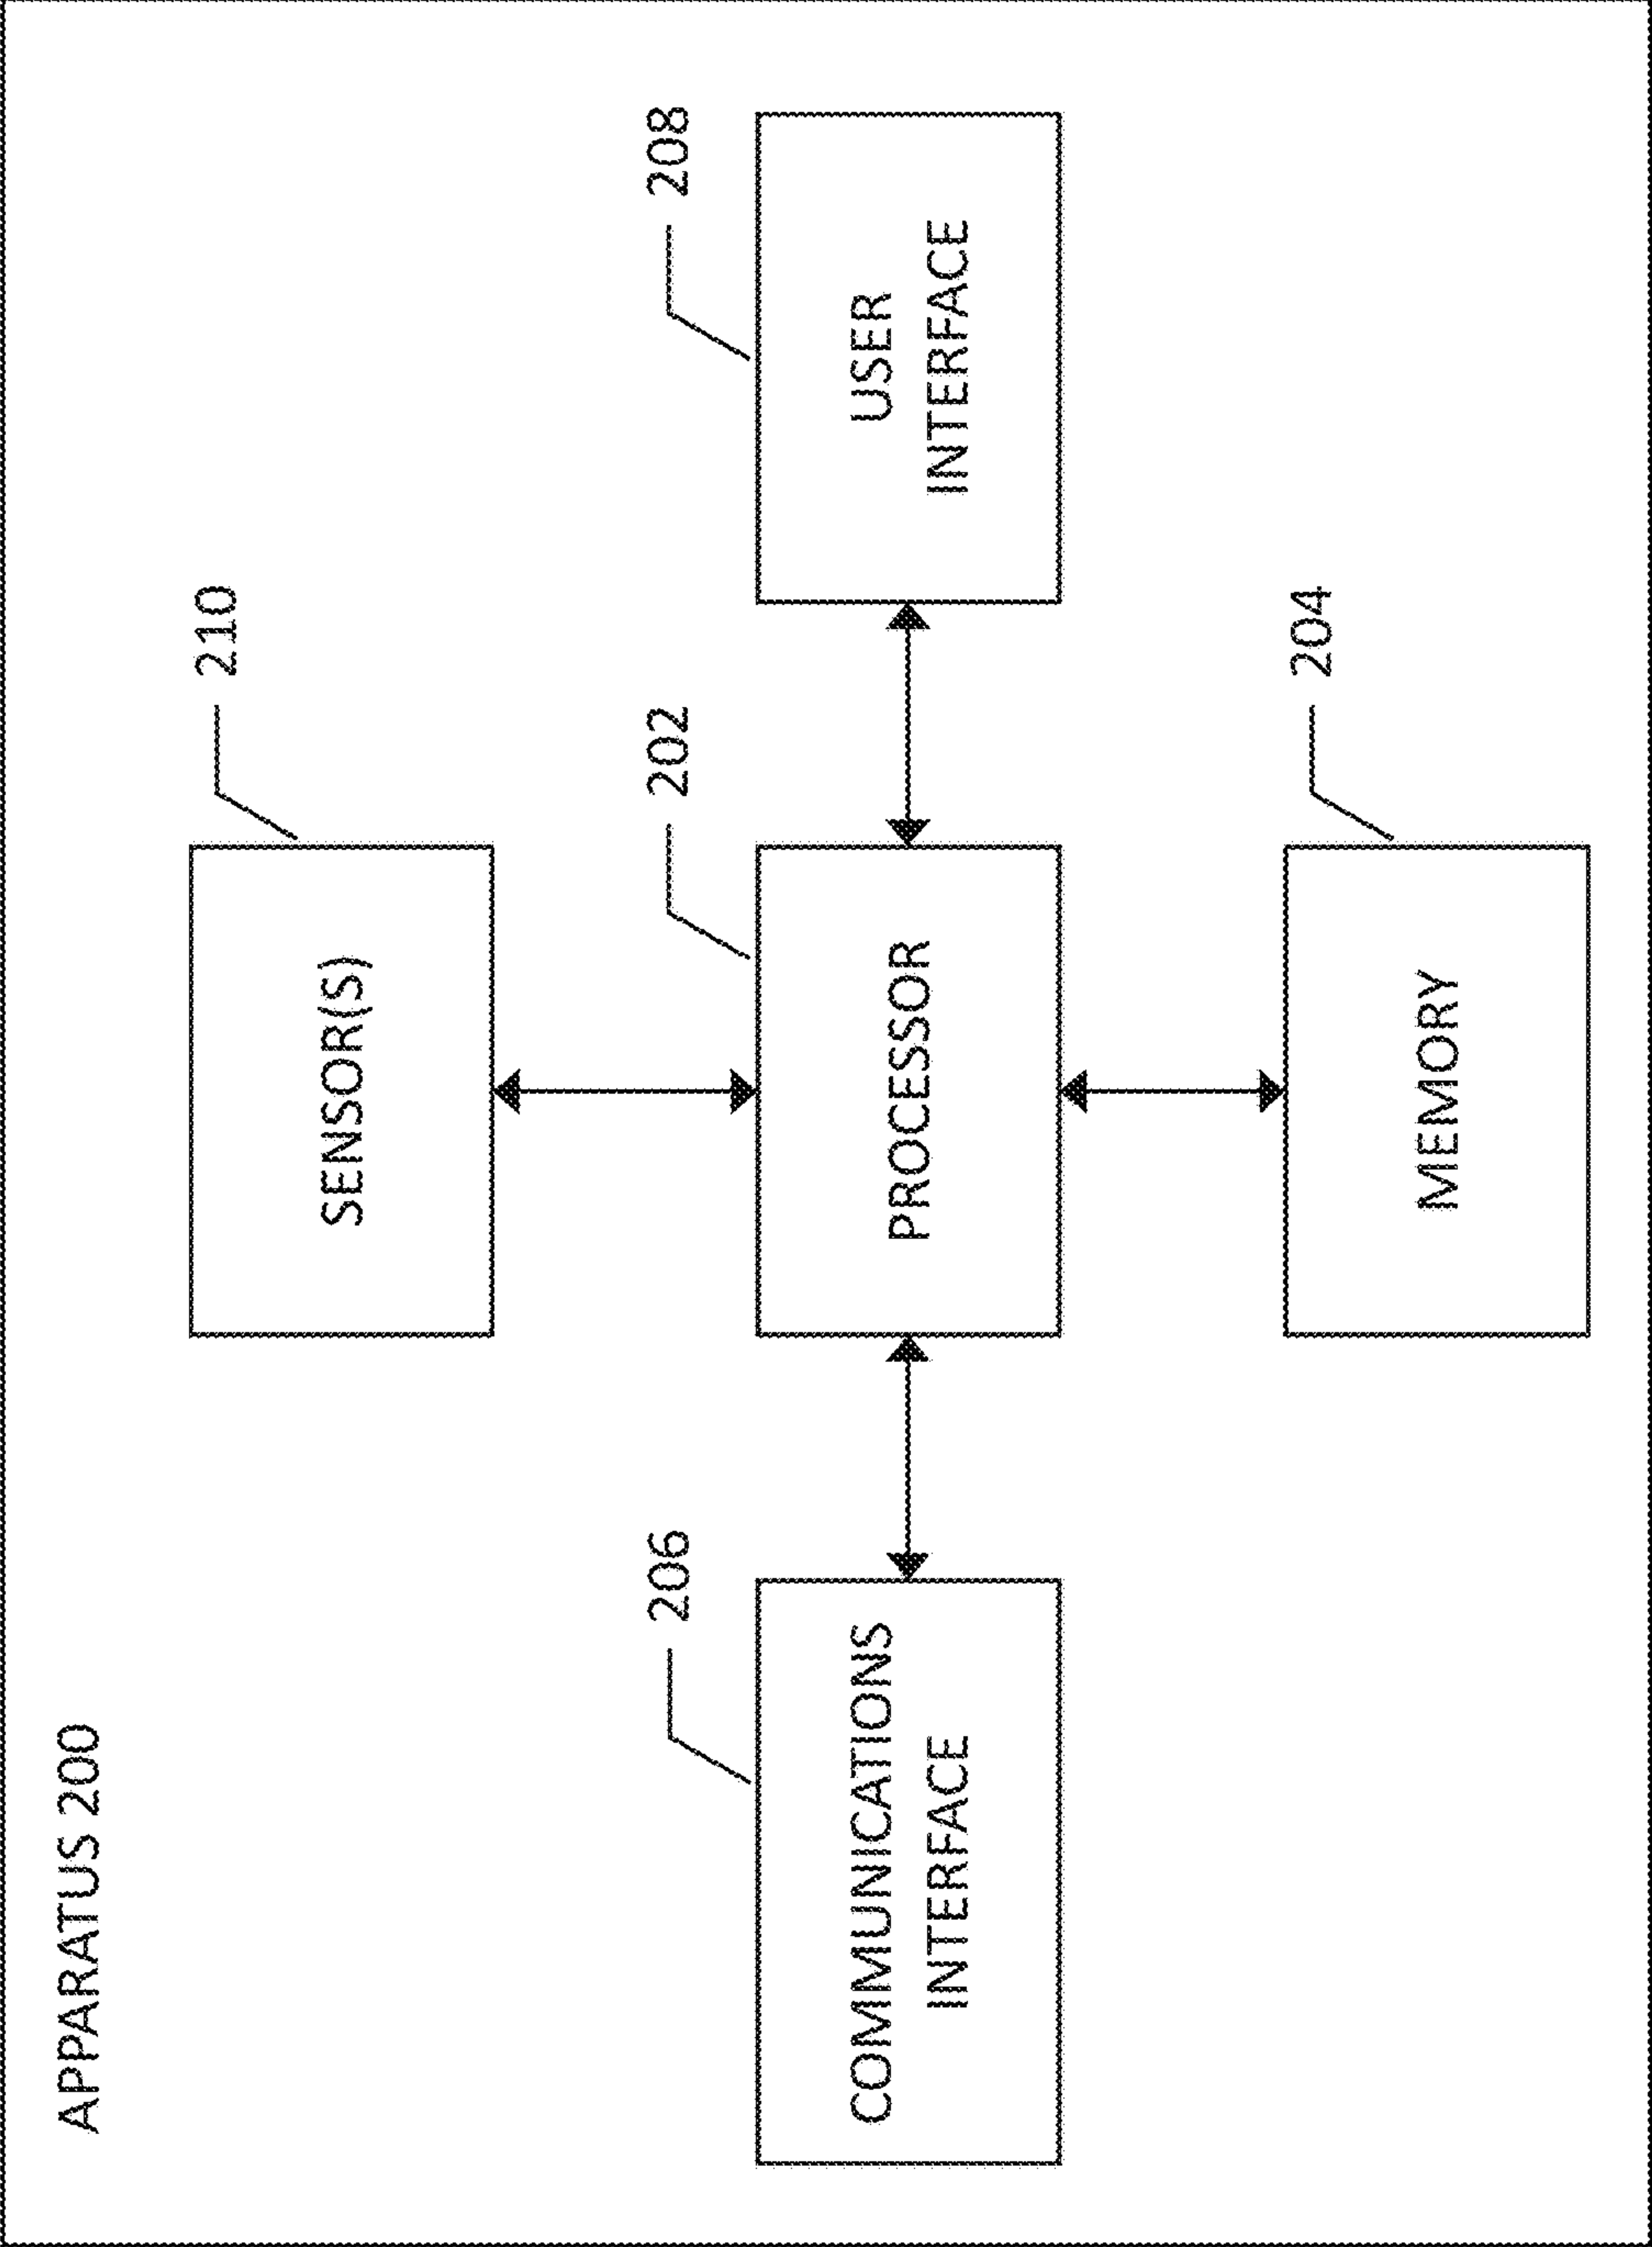 APPARATUS 200
210
SENSOR(S)
206
COMMUNICATIONS
INTERFACE
202
PROCESSOR
208
USER
INTERFACE
204
MEMORY